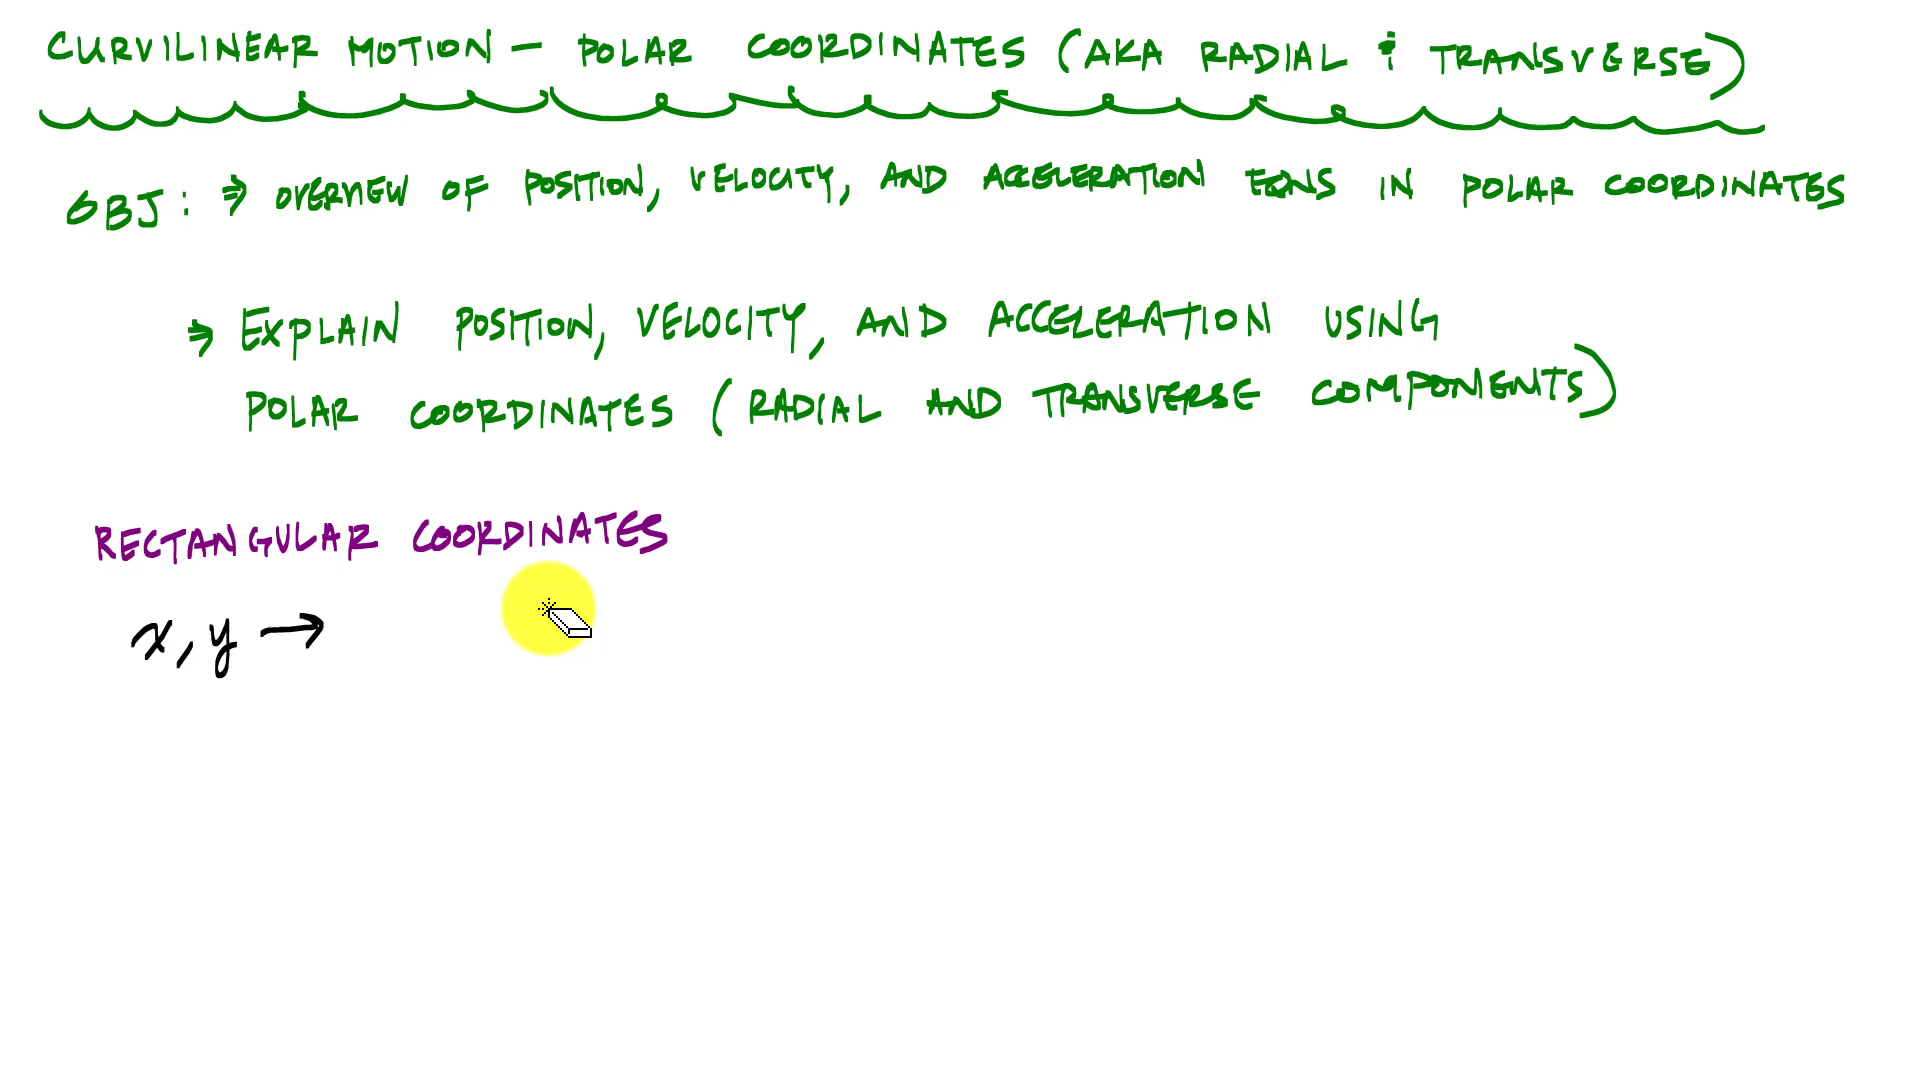 CURVILINEAR MOTION - POLAR COORDINATES (AKA RADIAL & TRANSVERSE)
OBJ: ⇒ OVERVIEW OF POSITION, VELOCITY, AND ACCELERATION EQNS IN POLAR COORDINATES
⇒ EXPLAIN POSITION, VELOCITY, AND ACCELERATION USING
POLAR COORDINATES (RADIAL AND TRANSVERSE COMPONENTS)
RECTANGULAR COORDINATES
x, y →